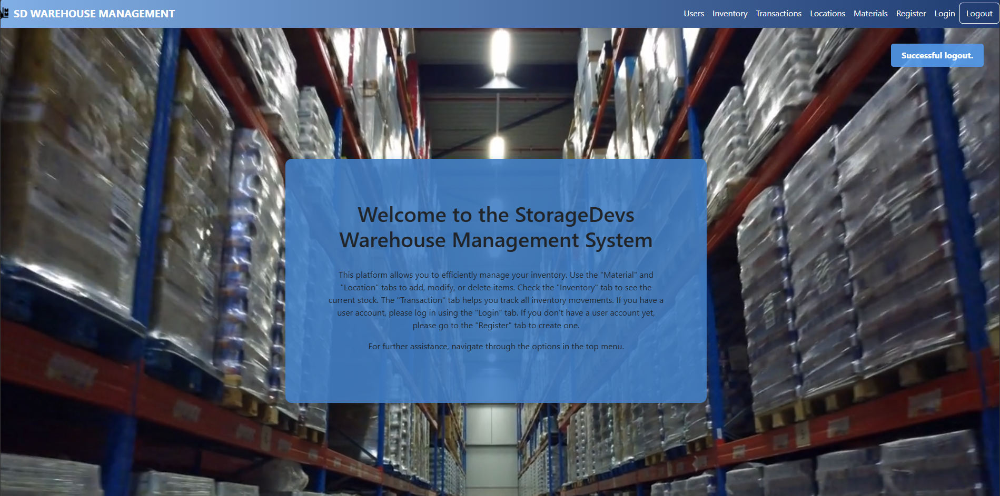 SD WAREHOUSE MANAGEMENT
Users Inventory Transactions Locations Materials Register Login Logout
Successful logout.
Welcome to the StorageDevs
Warehouse Management System
This platform allows you to efficiently manage your inventory. Use the "Material" and
"Location" tabs to add, modify, or delete items. Check the "Inventory" tab to see the
current stock. The "Transaction" tab helps you track all inventory movements. If you have a
user account, please log in using the "Login" tab. If you don't have a user account yet,
please go to the "Register" tab to create one.
For further assistance, navigate through the options in the top menu.